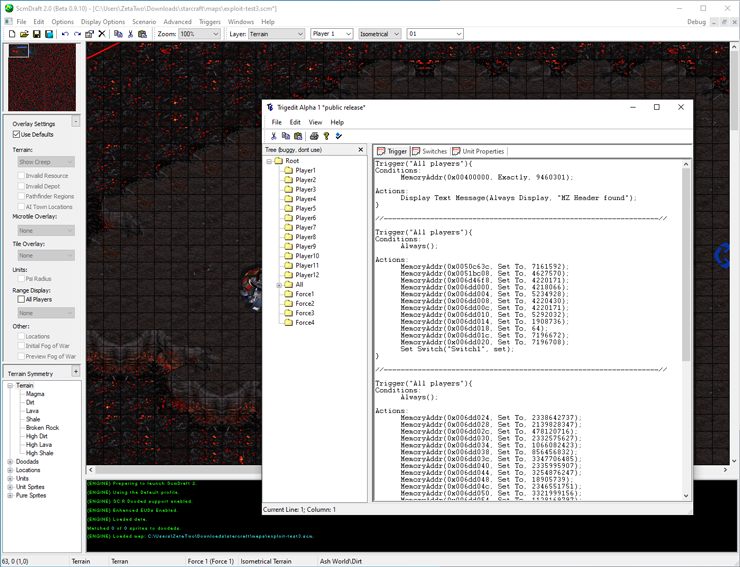 ScmDraft 2.0 (Beta 0.9.10) - [C:\Users\ZetaTwo\Downloads\starcraft\maps\exploit-test3.scm*]
File Edit Options Display Options Scenario Advanced Triggers Windows Help Debug
Zoom: 100% Layer: Terrain Player 1 Isometrical 01
Overlay Settings
Use Defaults
Terrain:
Show Creep
Invalid Resource
Invalid Depot
Pathfinder Regions
AI Town Locations
Microtile Overlay:
None
Tile Overlay:
None
Units:
Psi Radius
Range Display:
All Players
None
Other:
Locations
Initial Fog of War
Preview Fog of War
Terrain Symmetry
Terrain
Magma
Dirt
Lava
Shale
Broken Rock
High Dirt
High Lava
High Shale
Doodads
Locations
Units
Unit Sprites
Pure Sprites
Trigedit Alpha 1 *public release*
File Edit View Help
Tree (buggy, dont use)
Root
Player1
Player2
Player3
Player4
Player5
Player6
Player7
Player8
Player9
Player10
Player11
Player12
All
Force1
Force2
Force3
Force4
Trigger Switches Unit Properties
Trigger("All players"){
Conditions:
MemoryAddr(0x00400000, Exactly, 9460301);
Actions:
Display Text Message(Always Display, "MZ Header found");
}
//-----------------------------------------------------------------//
Trigger("All players"){
Conditions:
Always();
Actions:
MemoryAddr(0x0050c63c, Set To, 7161592);
MemoryAddr(0x0051bc08, Set To, 4627570);
MemoryAddr(0x006d46f8, Set To, 4220171);
MemoryAddr(0x006dd000, Set To, 4218066);
MemoryAddr(0x006dd004, Set To, 5234928);
MemoryAddr(0x006dd008, Set To, 4220430);
MemoryAddr(0x006dd00c, Set To, 4220171);
MemoryAddr(0x006dd010, Set To, 5292032);
MemoryAddr(0x006dd014, Set To, 1908736);
MemoryAddr(0x006dd018, Set To, 64);
MemoryAddr(0x006dd01c, Set To, 7196672);
MemoryAddr(0x006dd020, Set To, 7196708);
Set Switch("Switch1", set);
}
//-----------------------------------------------------------------//
Trigger("All players"){
Conditions:
Always();
Actions:
MemoryAddr(0x006dd024, Set To, 2338642737);
MemoryAddr(0x006dd028, Set To, 2139828347);
MemoryAddr(0x006dd02c, Set To, 478120716);
MemoryAddr(0x006dd030, Set To, 2332575627);
MemoryAddr(0x006dd034, Set To, 1066082423);
MemoryAddr(0x006dd038, Set To, 856456832);
MemoryAddr(0x006dd03c, Set To, 3347706485);
MemoryAddr(0x006dd040, Set To, 2335995907);
MemoryAddr(0x006dd044, Set To, 3254876247);
MemoryAddr(0x006dd048, Set To, 18905739);
MemoryAddr(0x006dd04c, Set To, 2346551751);
MemoryAddr(0x006dd050, Set To, 3321999156);
Current Line: 1; Column: 1
(ENGINE) Preparing to launch ScmDraft 2.
(ENGINE) Using the Default profile.
(ENGINE) SC:R Doodad support enabled.
(ENGINE) Enhanced EUDs Enabled.
(ENGINE) Loaded data.
Matched 0 of 0 sprites to doodads.
(ENGINE) Loaded map: C:\Users\ZetaTwo\Downloads\starcraft\maps\exploit-test3.scm.
63, 0 (1,0) Terrain Terran Force 1 (Force 1) Isometrical Terrain Ash World\Dirt